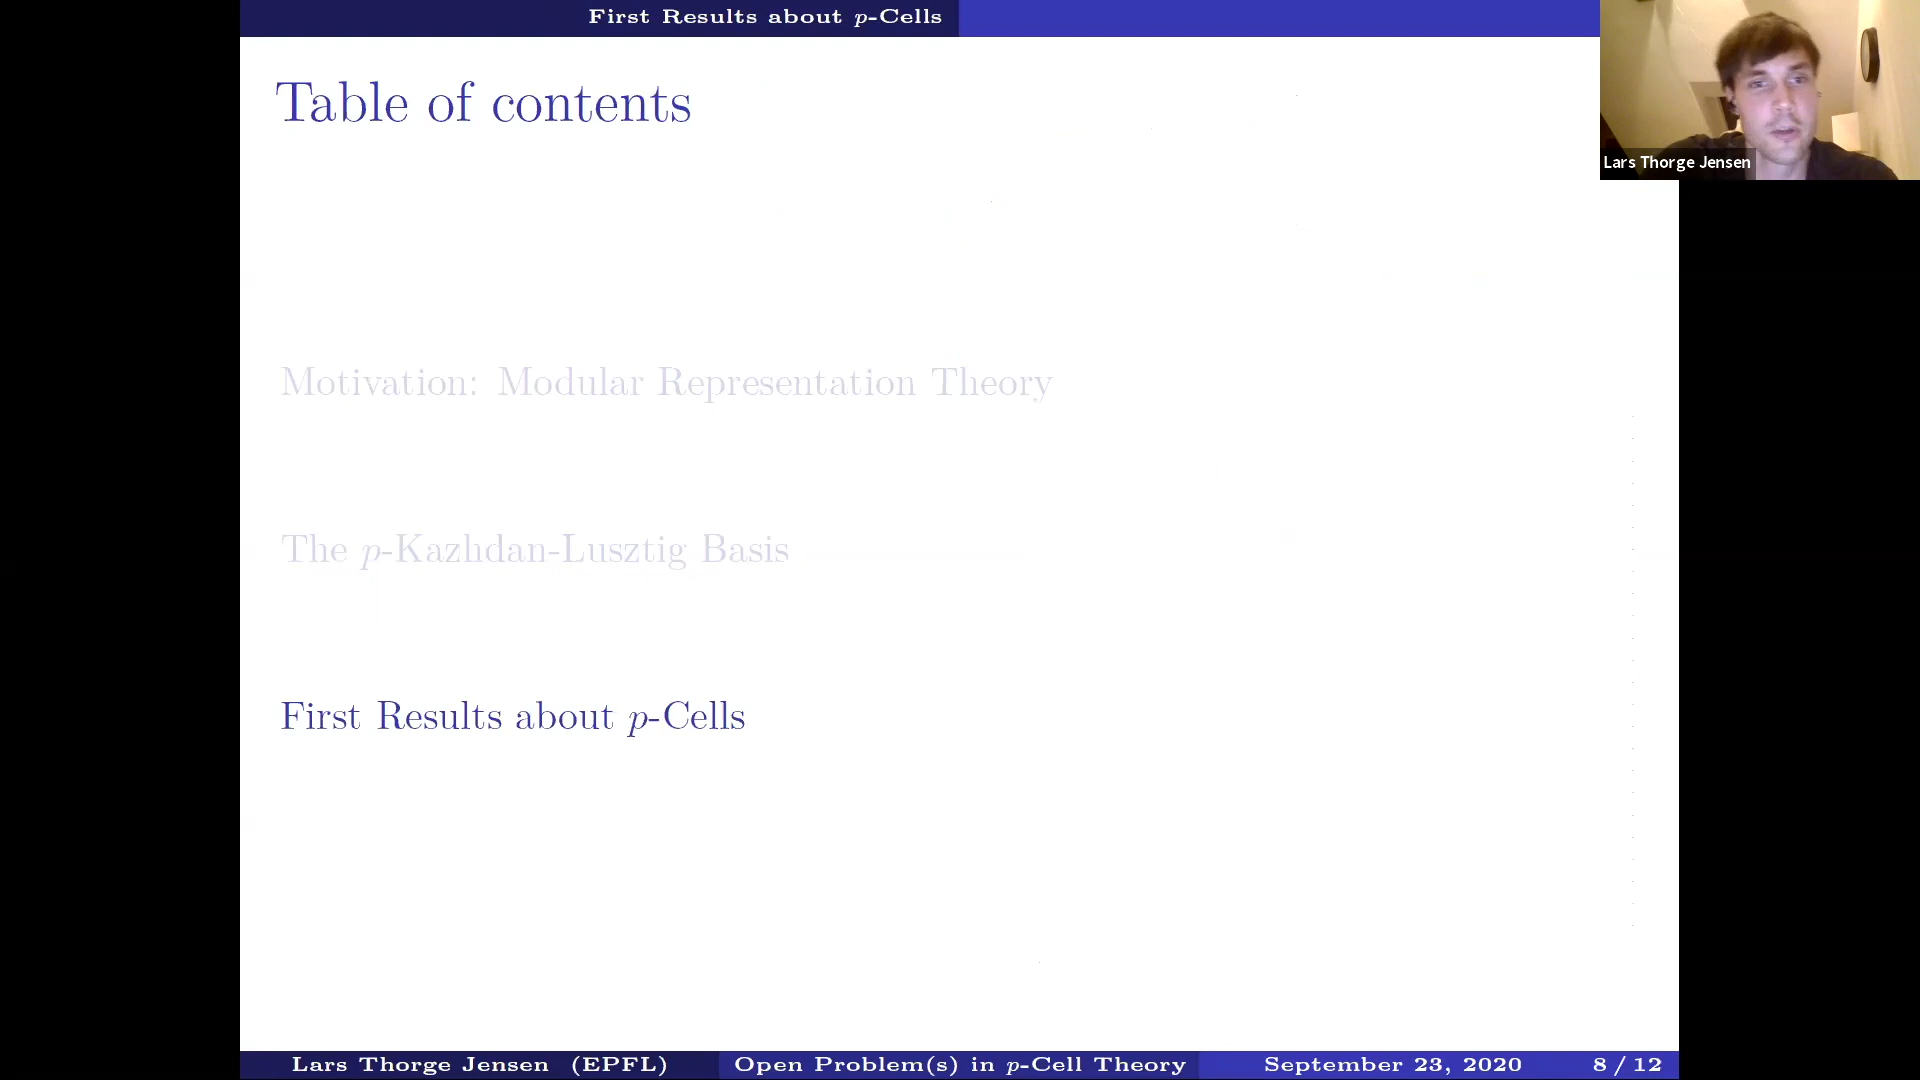 First Results about p-Cells
Table of contents
Lars Thorge Jensen
Motivation: Modular Representation Theory
The p-Kazhdan-Lusztig Basis
First Results about p-Cells
Lars Thorge Jensen (EPFL) Open Problem(s) in p-Cell Theory September 23, 2020 8 / 12